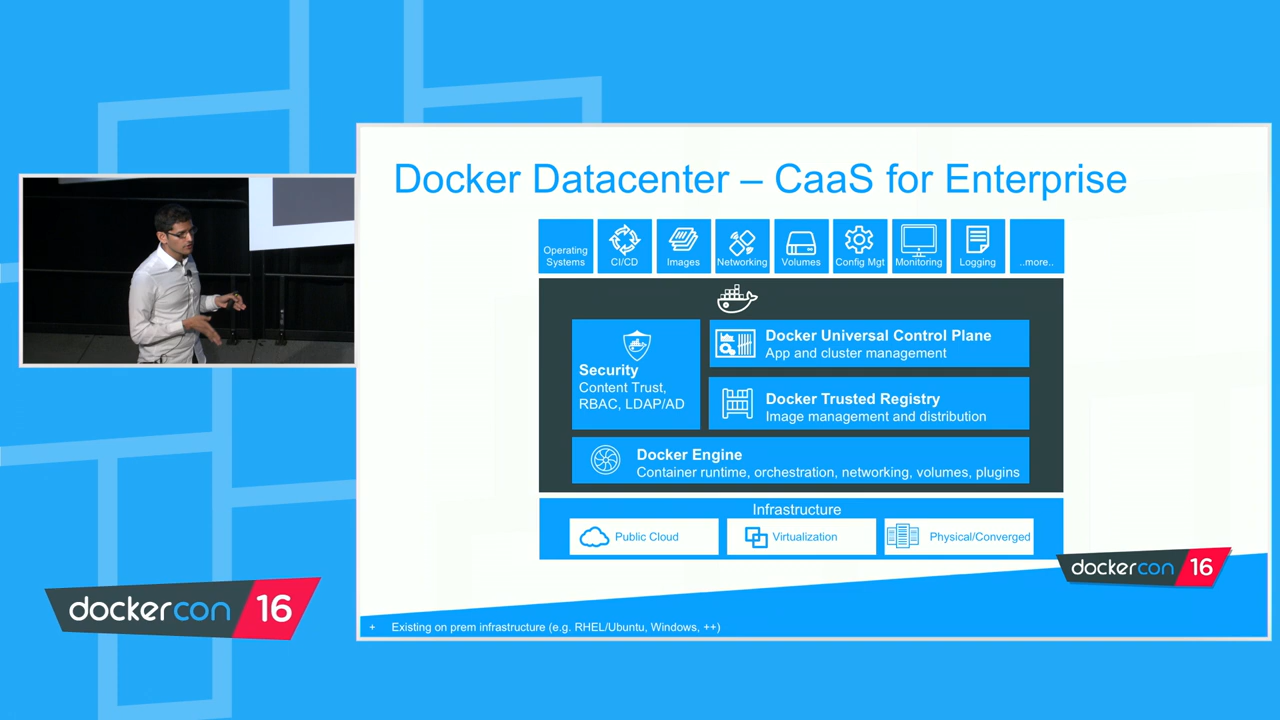 Docker Datacenter – CaaS for Enterprise
Operating
Systems
CI/CD
Images
Networking
Volumes
Config Mgt
Monitoring
Logging
..more..
Security
Content Trust,
RBAC, LDAP/AD
Docker Universal Control Plane
App and cluster management
Docker Trusted Registry
Image management and distribution
Docker Engine
Container runtime, orchestration, networking, volumes, plugins
Infrastructure
Public Cloud
Virtualization
Physical/Converged
dockercon 16
dockercon 16
+ Existing on prem infrastructure (e.g. RHEL/Ubuntu, Windows, ++)